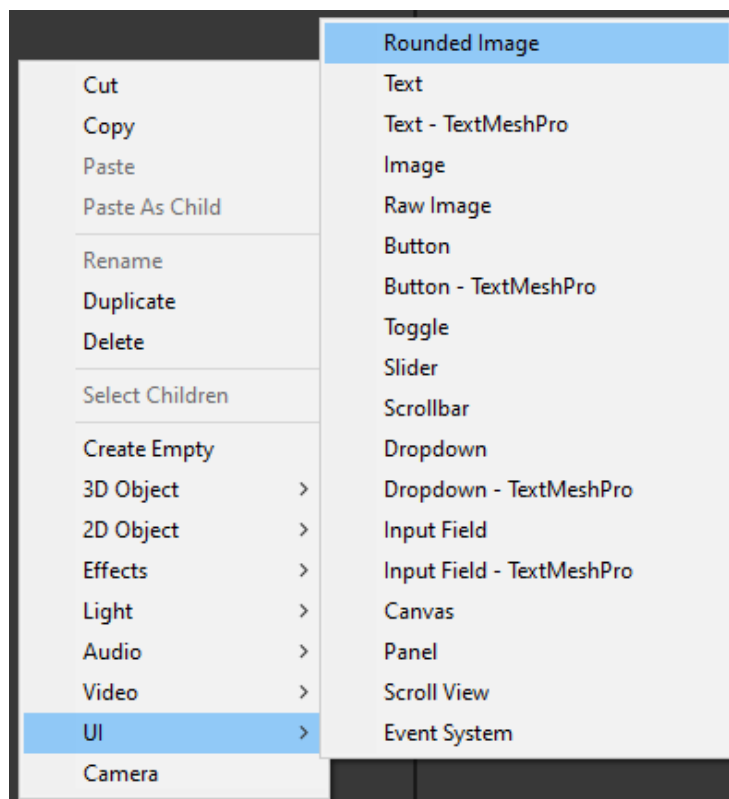 Cut
Copy
Paste
Paste As Child
Rename
Duplicate
Delete
Select Children
Create Empty
3D Object
2D Object
Effects
Light
Audio
Video
UI
Camera
Rounded Image
Text
Text - TextMeshPro
Image
Raw Image
Button
Button - TextMeshPro
Toggle
Slider
Scrollbar
Dropdown
Dropdown - TextMeshPro
Input Field
Input Field - TextMeshPro
Canvas
Panel
Scroll View
Event System